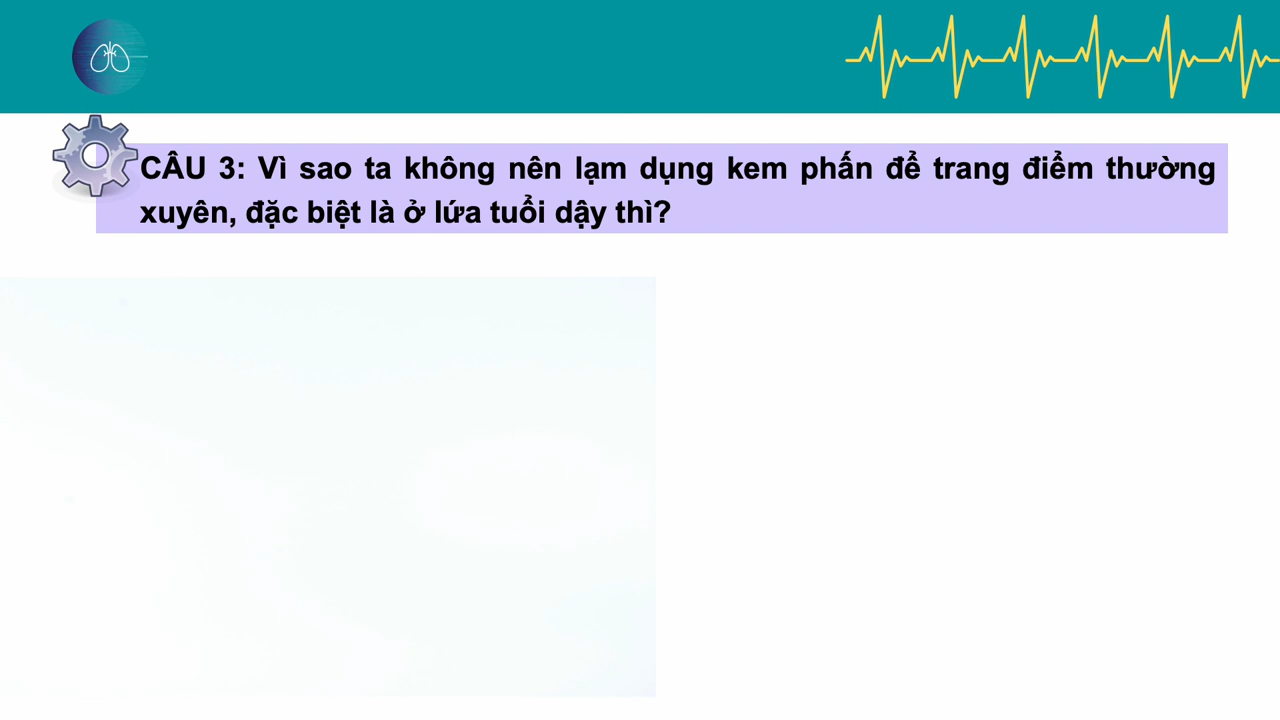 CÂU 3: Vì sao ta không nên lạm dụng kem phấn để trang điểm thường
xuyên, đặc biệt là ở lứa tuổi dậy thì?